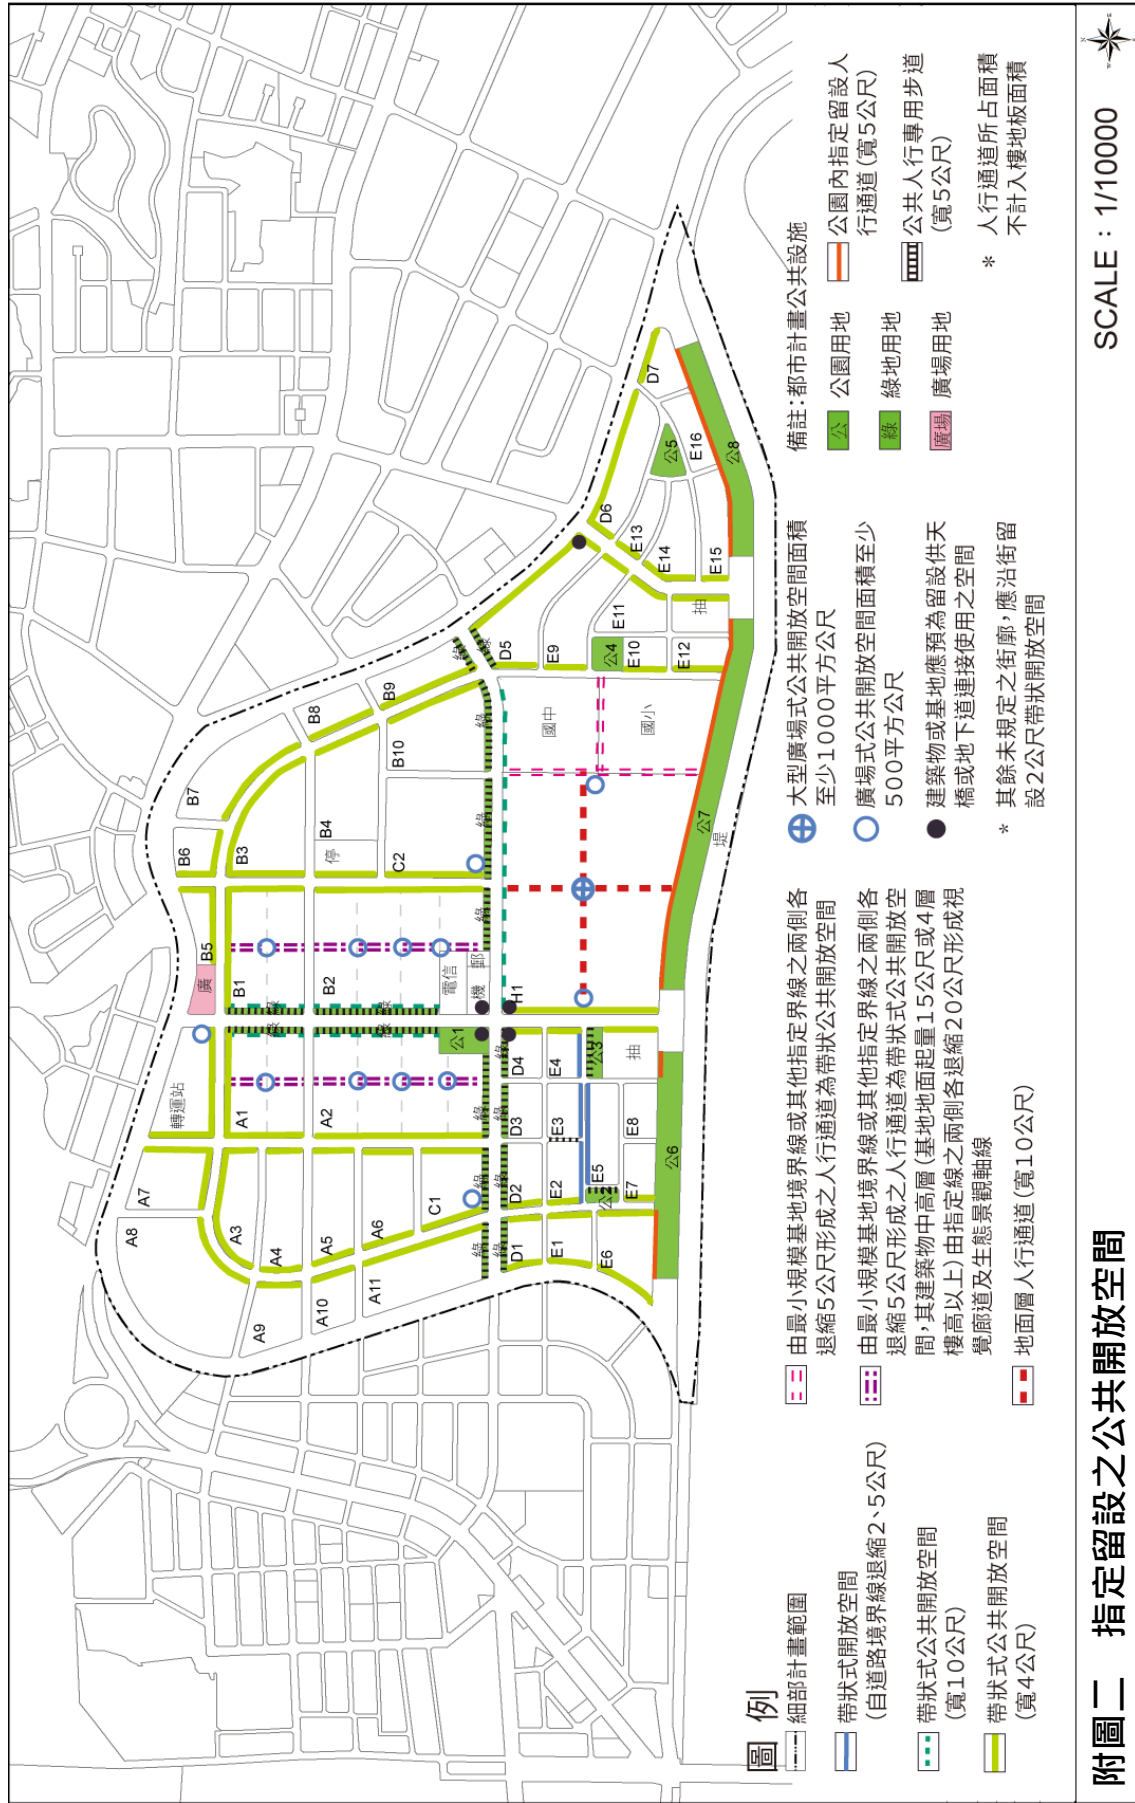 A8
A7
轉運站
廣
B5
B6
B7
A9
A3
A4
A1
B1
B3
B8
A10
A5
A2
B2
停
B4
B9
A11
A6
C1
C2
B10
綠
綠
綠
綠
公1
電信
機
郵
綠
綠
綠
綠
綠
綠
綠
綠
綠
綠
D1
D2
D3
D4
H1
D5
D6
D7
E1
E2
E3
E4
國中
E9
E13
公5
E6
公2
E5
公3
國小
公4
E10
E11
E14
E16
E7
E8
抽
E12
抽
E15
公6
公7
公8
堤
圖 例
細部計畫範圍
帶狀式開放空間
(自道路境界線退縮2、5公尺)
帶狀式公共開放空間
(寬10公尺)
帶狀式公共開放空間
(寬4公尺)
由最小規模基地境界線或其他指定界線之兩側各
退縮5公尺形成之人行通道為帶狀公共開放空間
由最小規模基地境界線或其他指定界線之兩側各
退縮5公尺形成之人行通道為帶狀式公共開放空
間,其建築物中高層(基地地面起量15公尺或4層
樓高以上)由指定線之兩側各退縮20公尺形成視
覺廊道及生態景觀軸線
地面層人行通道(寬10公尺)
大型廣場式公共開放空間面積
至少1000平方公尺
廣場式公共開放空間面積至少
500平方公尺
建築物或基地應預為留設供天
橋或地下道連接使用之空間
* 其餘未規定之街廓,應沿街留
設2公尺帶狀開放空間
備註:都市計畫公共設施
公 公園用地
綠 綠地用地
廣場 廣場用地
公園內指定留設人
行通道(寬5公尺)
公共人行專用步道
(寬5公尺)
* 人行通道所占面積
不計入樓地板面積
附圖二 指定留設之公共開放空間
SCALE : 1/10000